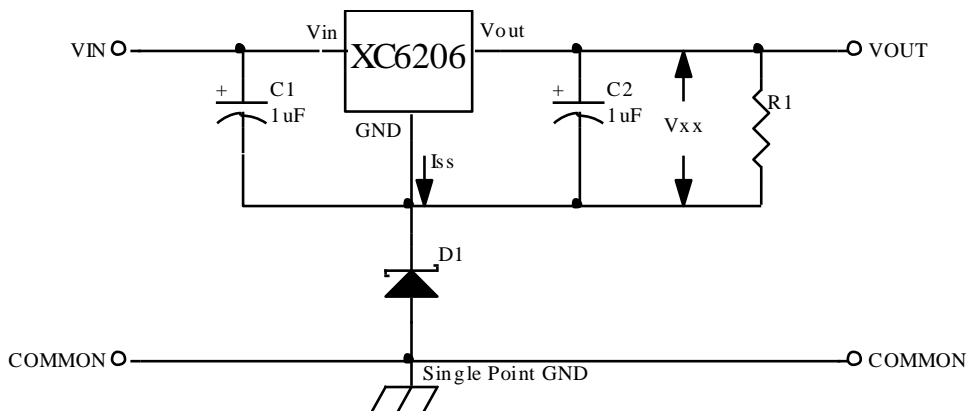 Vin
Vout
VIN
XC6206
VOUT
+
C1
1uF
+
C2
1uF
R1
Vxx
GND
Iss
D1
COMMON
COMMON
Single Point GND